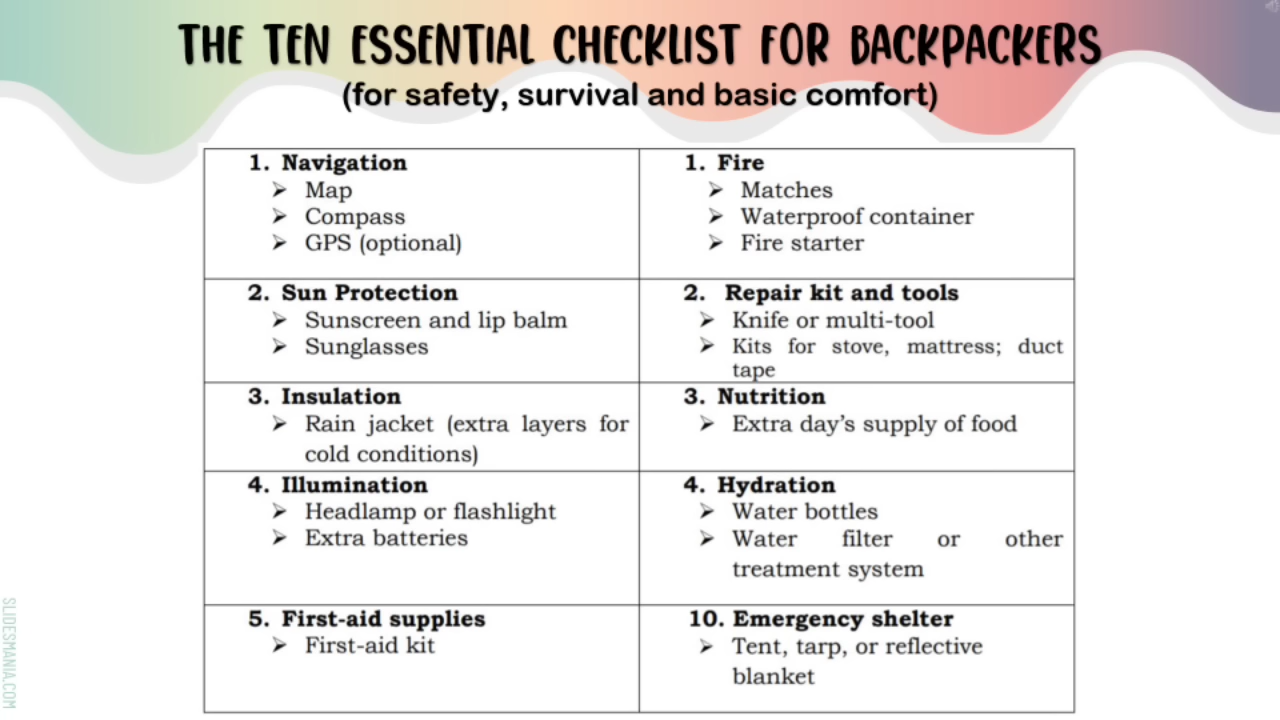 THE TEN ESSENTIAL CHECKLIST FOR BACKPACKERS
(for safety, survival and basic comfort)
1. Navigation
➢ Map
➢ Compass
➢ GPS (optional)
1. Fire
➢ Matches
➢ Waterproof container
➢ Fire starter
2. Sun Protection
➢ Sunscreen and lip balm
➢ Sunglasses
2. Repair kit and tools
➢ Knife or multi-tool
➢ Kits for stove, mattress; duct
tape
3. Insulation
➢ Rain jacket (extra layers for
cold conditions)
3. Nutrition
➢ Extra day's supply of food
4. Illumination
➢ Headlamp or flashlight
➢ Extra batteries
4. Hydration
➢ Water bottles
➢ Water filter or other
treatment system
5. First-aid supplies
➢ First-aid kit
10. Emergency shelter
➢ Tent, tarp, or reflective
blanket
SLIDESMANIA.COM